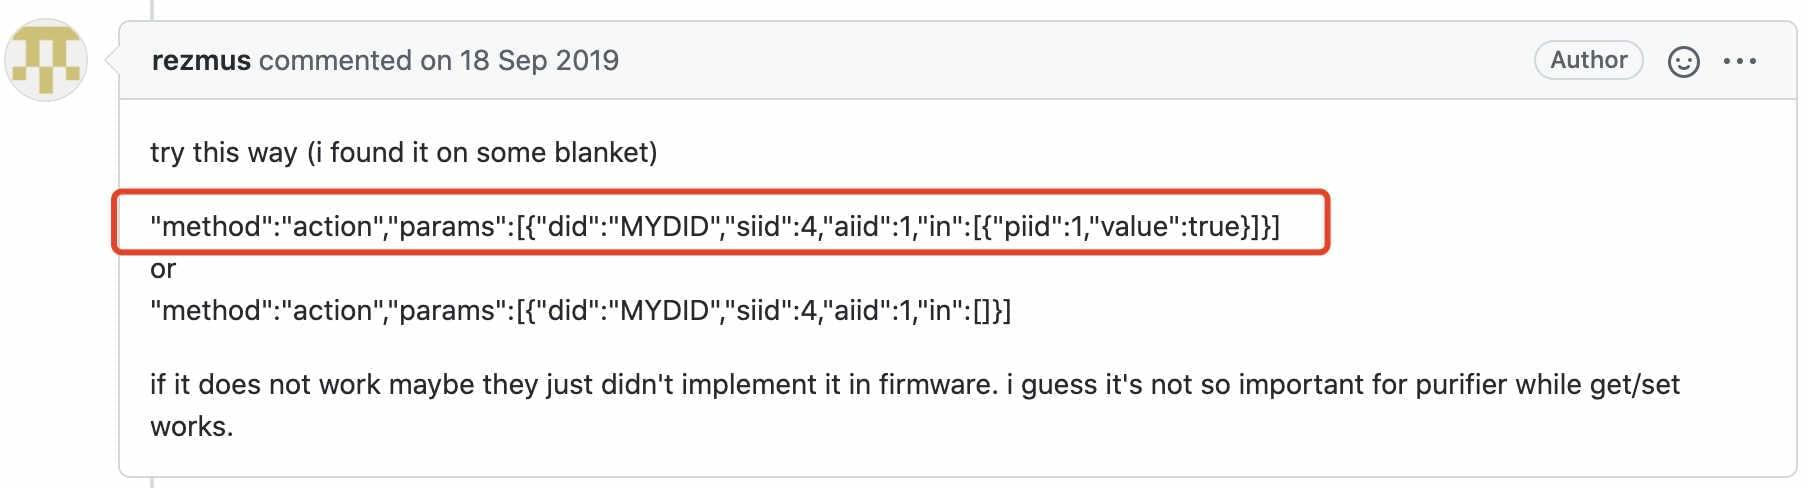 rezmus commented on 18 Sep 2019 Author
try this way (i found it on some blanket)
"method":"action","params":[{"did":"MYDID","siid":4,"aiid":1,"in":[{"piid":1,"value":true}]}]
or
"method":"action","params":[{"did":"MYDID","siid":4,"aiid":1,"in":[]}]
if it does not work maybe they just didn't implement it in firmware. i guess it's not so important for purifier while get/set
works.